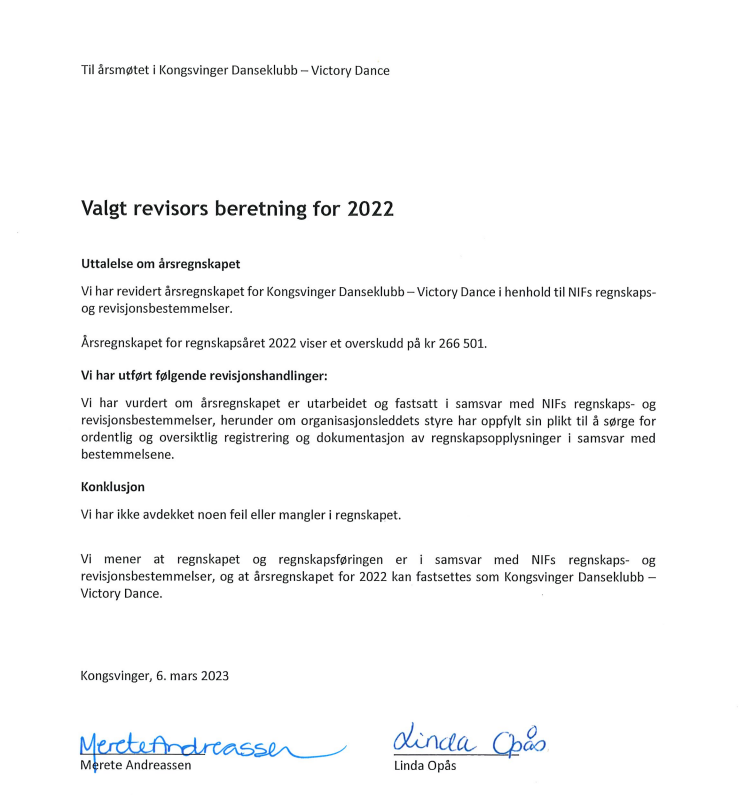 Til årsmøtet i Kongsvinger Danseklubb – Victory Dance
Valgt revisors beretning for 2022
Uttalelse om årsregnskapet
Vi har revidert årsregnskapet for Kongsvinger Danseklubb – Victory Dance i henhold til NIFs regnskaps-
og revisjonsbestemmelser.
Årsregnskapet for regnskapsåret 2022 viser et overskudd på kr 266 501.
Vi har utført følgende revisjonshandlinger:
Vi har vurdert om årsregnskapet er utarbeidet og fastsatt i samsvar med NIFs regnskaps- og
revisjonsbestemmelser, herunder om organisasjonsleddets styre har oppfylt sin plikt til å sørge for
ordentlig og oversiktlig registrering og dokumentasjon av regnskapsopplysninger i samsvar med
bestemmelsene.
Konklusjon
Vi har ikke avdekket noen feil eller mangler i regnskapet.
Vi mener at regnskapet og regnskapsføringen er i samsvar med NIFs regnskaps- og
revisjonsbestemmelser, og at årsregnskapet for 2022 kan fastsettes som Kongsvinger Danseklubb –
Victory Dance.
Kongsvinger, 6. mars 2023
Merete Andreassen Linda Opås
Merete Andreassen Linda Opås